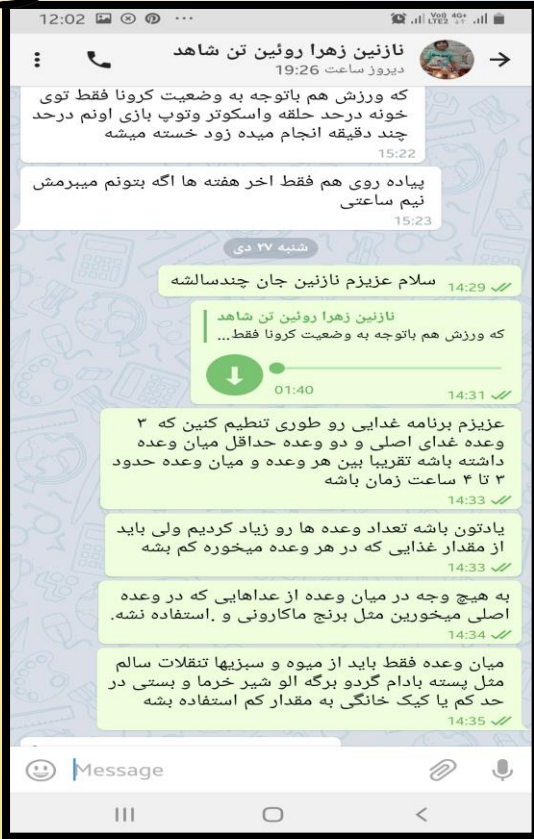 12:02
Vo)) 4G+
LTE2
نازنین زهرا روئین تن شاهد
دیروز ساعت 19:26
که ورزش هم باتوجه به وضعیت کرونا فقط توی
خونه درحد حلقه واسکوتر وتوپ بازی اونم درحد
چند دقیقه انجام میده زود خسته میشه
15:22
پیاده روی هم فقط اخر هفته ها اگه بتونم میبرمش
نیم ساعتی
15:23
شنبه ۲۷ دی
سلام عزیزم نازنین جان چندسالشه
14:29
نازنین زهرا روئین تن شاهد
که ورزش هم باتوجه به وضعیت کرونا فقط...
01:40
14:31
عزیزم برنامه غدایی رو طوری تنطیم کنین که ۳
وعده غدای اصلی و دو وعده حداقل میان وعده
داشته باشه تقریبا بین هر وعده و میان وعده حدود
۳ تا ۴ ساعت زمان باشه
14:33
یادتون باشه تعداد وعده ها رو زیاد کردیم ولی باید
از مقدار غذایی که در هر وعده میخوره کم بشه
14:33
به هیچ وجه در میان وعده از عداهایی که در وعده
اصلی میخورین مثل برنج ماکارونی و .استفاده نشه.
14:34
میان وعده فقط باید از میوه و سبزیها تنقلات سالم
مثل پسته بادام گردو برگه الو شیر خرما و بستی در
حد کم یا کیک خانگی به مقدار کم استفاده بشه
14:35
Message